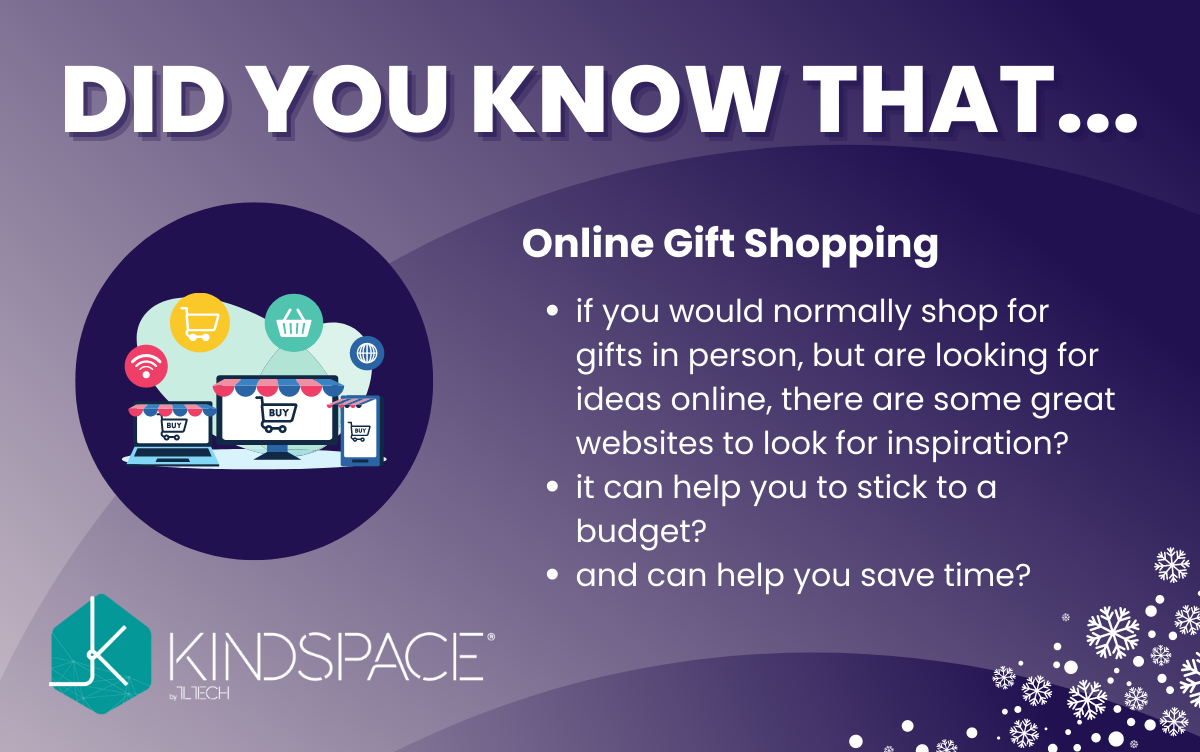 DID YOU KNOW THAT...
Online Gift Shopping
• if you would normally shop for
gifts in person, but are looking for
ideas online, there are some great
websites to look for inspiration?
• it can help you to stick to a
budget?
• and can help you save time?
BUY
BUY
BUY
KINDSPACE®
by JLTECH